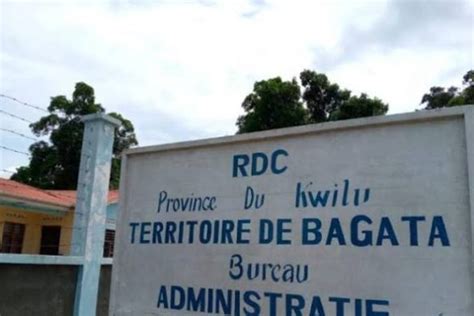 RDC
Province Du Kwilu
TERRITOIRE DE BAGATA
Bureau
ADMINISTRATIF